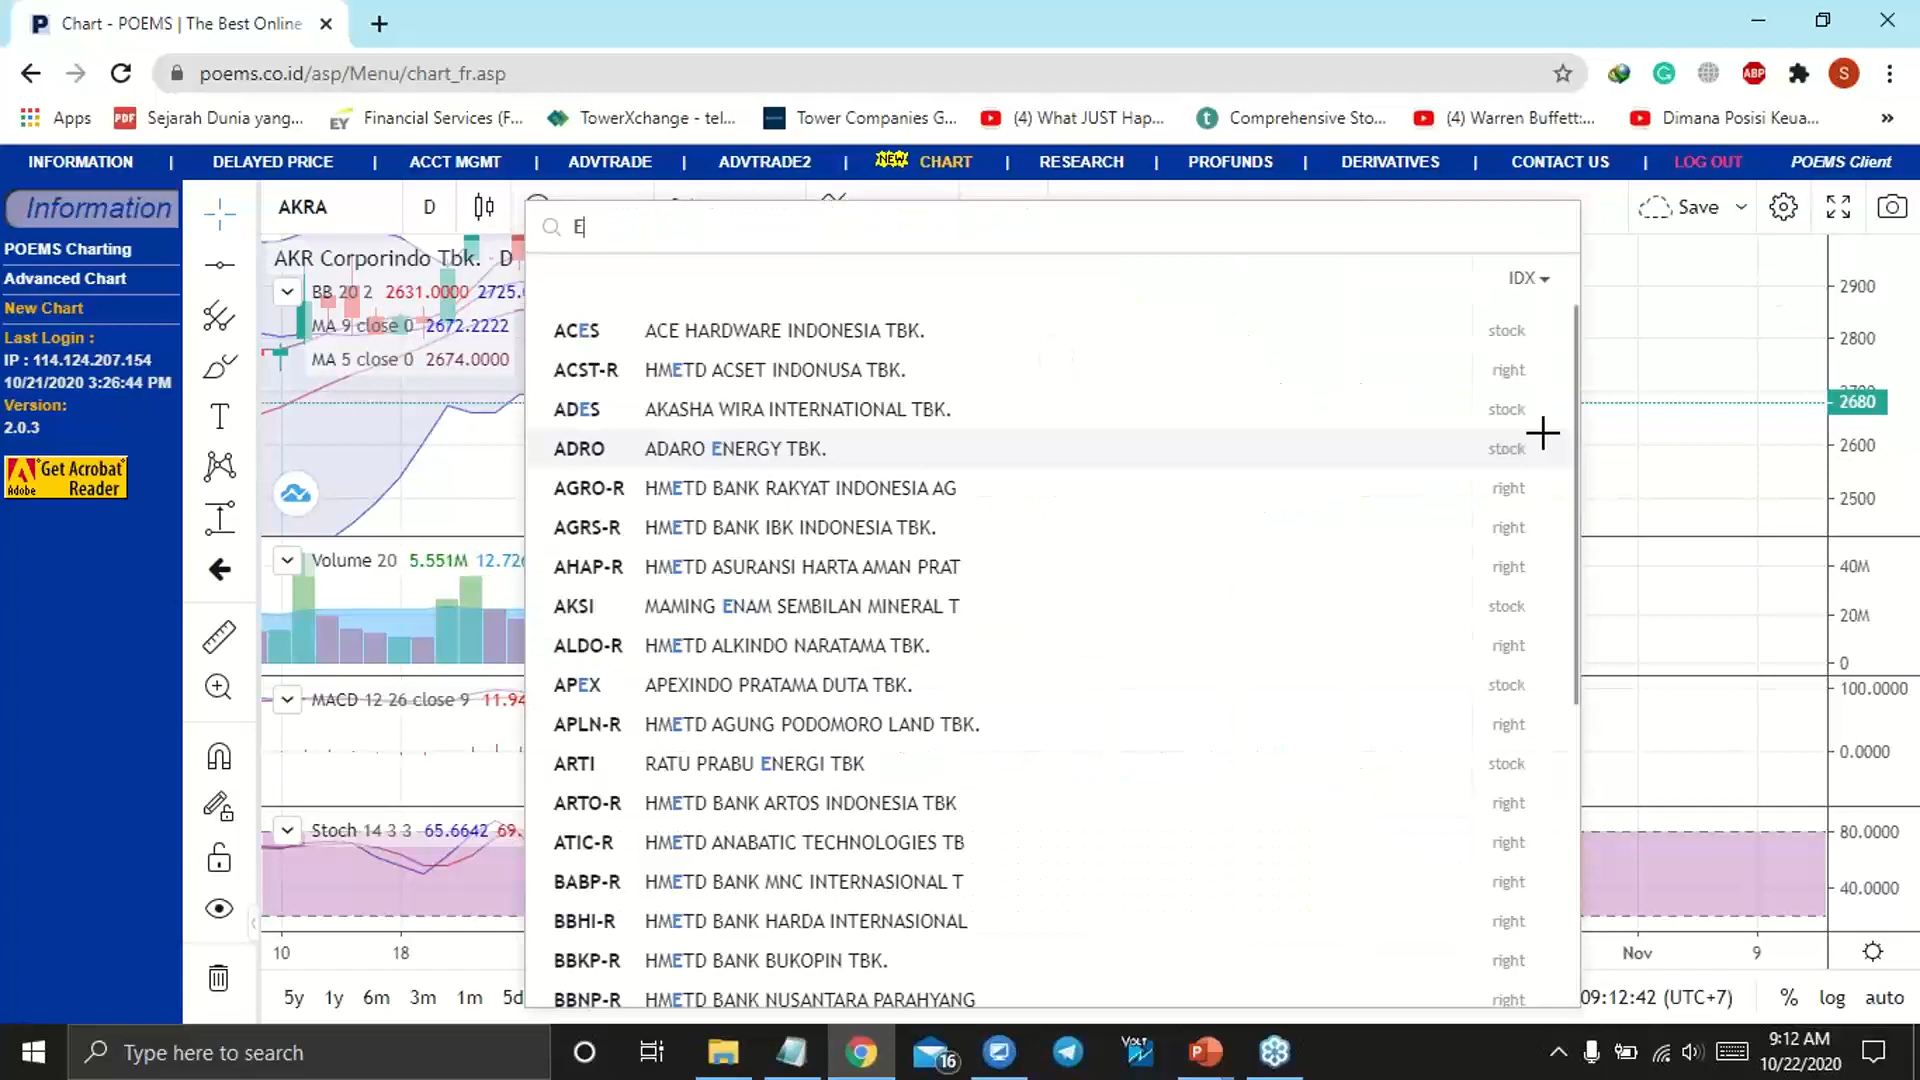 Chart - POEMS | The Best Online
poems.co.id/asp/Menu/chart_fr.asp
ABP
S
Apps
PDF Sejarah Dunia yang...
EY Financial Services (F...
TowerXchange - tel...
Tower Companies G...
(4) What JUST Hap...
Comprehensive Sto...
(4) Warren Buffett:...
Dimana Posisi Keua...
INFORMATION | DELAYED PRICE | ACCT MGMT | ADVTRADE | ADVTRADE2 | NEW! CHART | RESEARCH | PROFUNDS | DERIVATIVES | CONTACT US | LOG OUT POEMS Client
Information
POEMS Charting
Advanced Chart
New Chart
Last Login :
IP : 114.124.207.154
10/21/2020 3:26:44 PM
Version:
2.0.3
Get Acrobat
Adobe Reader
AKRA D
Save
AKR Corporindo Tbk. · D
BB 20 2 2631.0000 2725.
MA 9 close 0 2672.2222
MA 5 close 0 2674.0000
Volume 20 5.551M 12.726
MACD 12 26 close 9 11.94
Stoch 14 3 3 65.6642 69.
E
IDX
ACES ACE HARDWARE INDONESIA TBK. stock
ACST-R HMETD ACSET INDONUSA TBK. right
ADES AKASHA WIRA INTERNATIONAL TBK. stock
ADRO ADARO ENERGY TBK. stock
AGRO-R HMETD BANK RAKYAT INDONESIA AG right
AGRS-R HMETD BANK IBK INDONESIA TBK. right
AHAP-R HMETD ASURANSI HARTA AMAN PRAT right
AKSI MAMING ENAM SEMBILAN MINERAL T stock
ALDO-R HMETD ALKINDO NARATAMA TBK. right
APEX APEXINDO PRATAMA DUTA TBK. stock
APLN-R HMETD AGUNG PODOMORO LAND TBK. right
ARTI RATU PRABU ENERGI TBK stock
ARTO-R HMETD BANK ARTOS INDONESIA TBK right
ATIC-R HMETD ANABATIC TECHNOLOGIES TB right
BABP-R HMETD BANK MNC INTERNASIONAL T right
BBHI-R HMETD BANK HARDA INTERNASIONAL right
BBKP-R HMETD BANK BUKOPIN TBK. right
BBNP-R HMETD BANK NUSANTARA PARAHYANG right
2900
2800
2680
2600
2500
40M
20M
0
100.0000
0.0000
80.0000
40.0000
10 18 Nov 9
5y 1y 6m 3m 1m 5d 09:12:42 (UTC+7) % log auto
Type here to search
16
VOLT
9:12 AM
10/22/2020